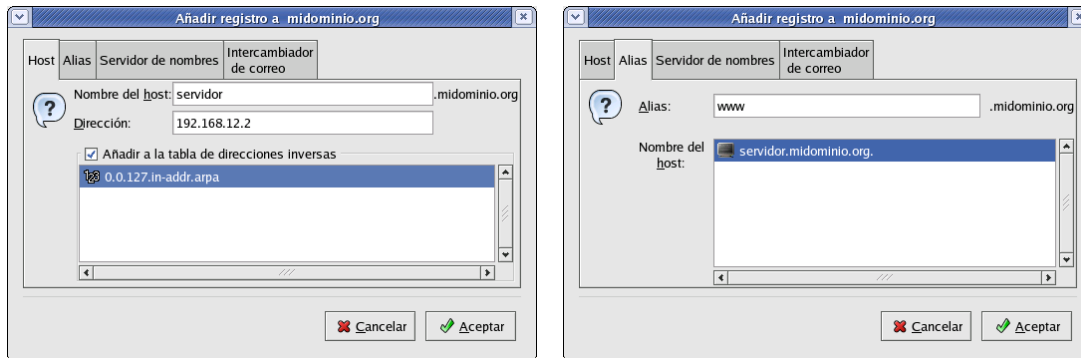 Añadir registro a midominio.org
Host Alias Servidor de nombres Intercambiador
de correo
Nombre del host: servidor .midominio.org
Dirección: 192.168.12.2
Añadir a la tabla de direcciones inversas
0.0.127.in-addr.arpa
Cancelar Aceptar
Añadir registro a midominio.org
Host Alias Servidor de nombres Intercambiador
de correo
Alias: www .midominio.org
Nombre del
host:
servidor.midominio.org.
Cancelar Aceptar